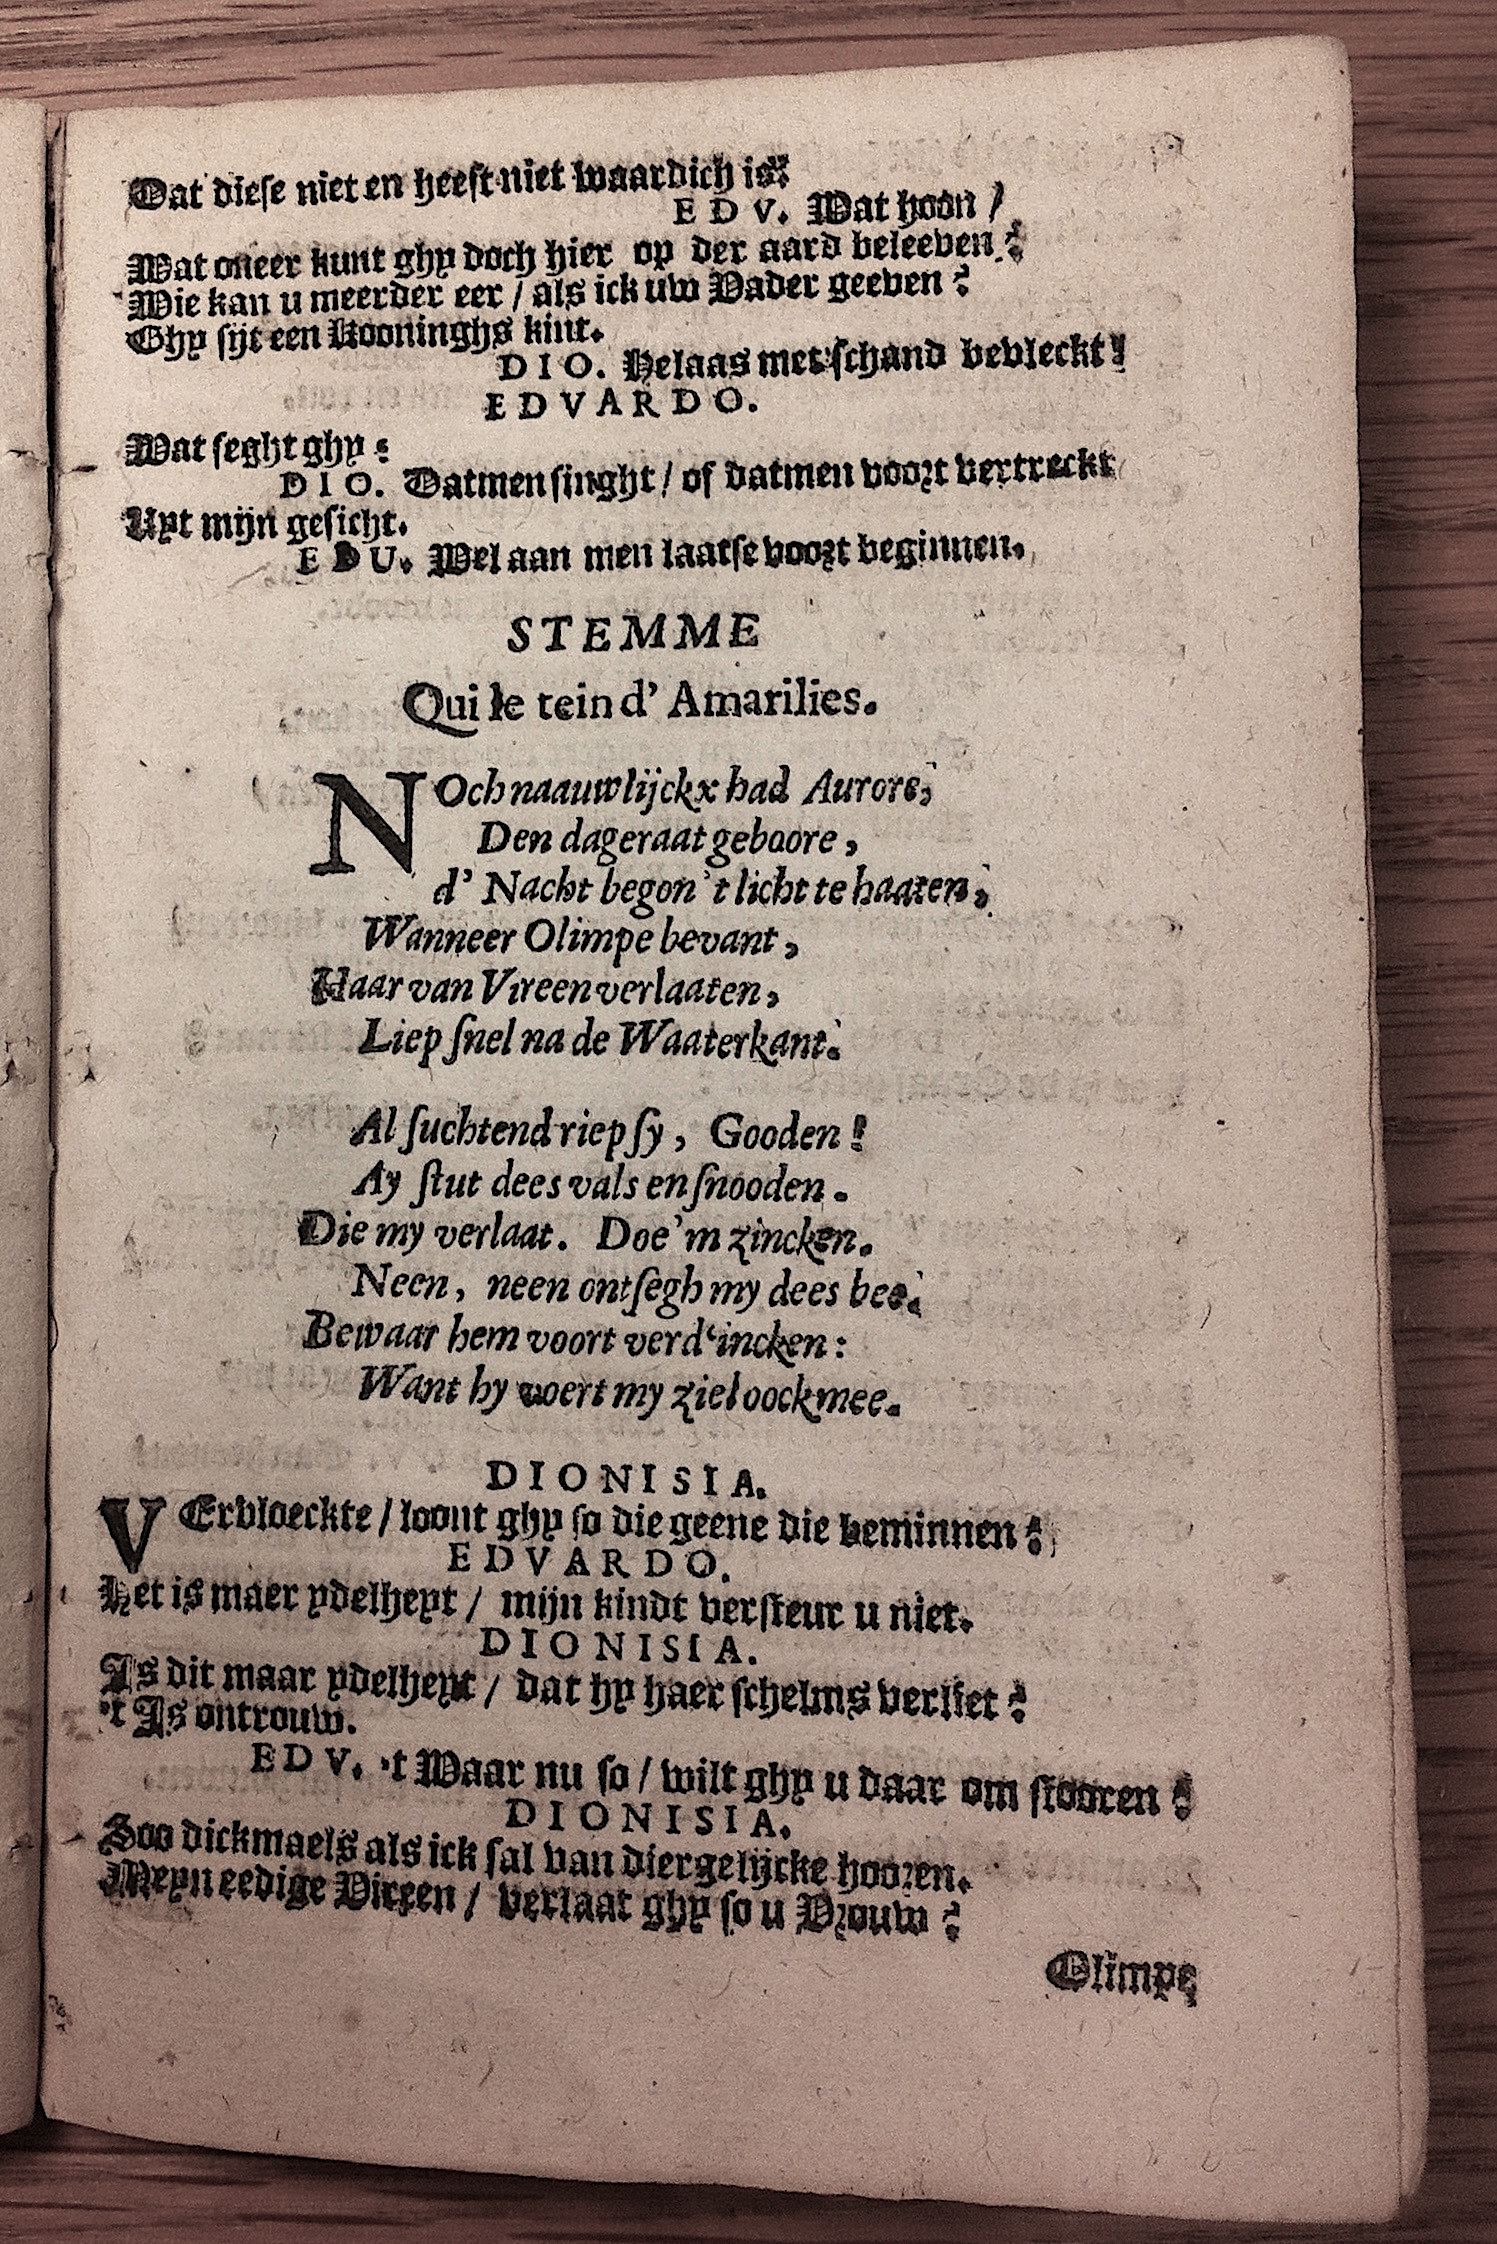 Dat diese niet en heeft niet waardich is?
EDV. Wat hoon /
Wat oneer kunt ghy doch hier op der aard beleeven?
Wie kan u meerder eer / als ick uw Vader geeven?
Ghy sijt een Kooninghs kint.
DIO. Helaas met schand bevleckt!
EDVARDO.
Wat seght ghy?
DIO. Datmen singht / of datmen voort vertreckt
Uyt mijn gesicht.
EDU. Wel aan men laatse voort beginnen.
STEMME
Qui le tein d' Amarilies.
NOch naauwlijckx had Aurore,
Den dageraat geboore,
d' Nacht begon 't licht te haaten,
Wanneer Olimpe bevant,
Haar van Vireen verlaaten,
Liep ſnel na de Waaterkant.
Al ſuchtend riep ſy, Gooden!
Ay ſtut dees vals en ſnooden.
Die my verlaat. Doe'm zincken.
Neen, neen ontſegh my dees bee.
Bewaar hem voort verd'incken:
Want hy voert my ziel oock mee.
DIONISIA.
VErvloeckte / loont ghy so die geene die beminnen?
EDVARDO.
Het is maer ydelheyt / mijn kindt versteur u niet.
DIONISIA.
Is dit maar ydelheyt / dat hy haer schelms verliet?
't Is ontrouw.
EDV. 't Waar nu so / wilt ghy u daar om stooren?
DIONISIA.
Soo dickmaels als ick sal van diergelijcke hooren.
Meyneedige Vireen / verlaat ghy so u Vrouw?
Olimpe